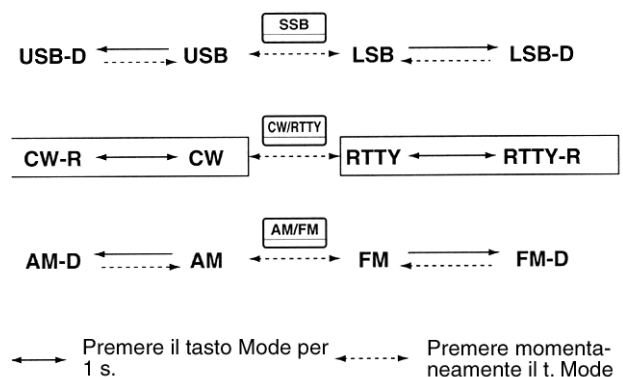 SSB
USB-D USB LSB LSB-D
CW/RTTY
CW-R CW RTTY RTTY-R
AM/FM
AM-D AM FM FM-D
Premere il tasto Mode per
1 s.
Premere momenta-
neamente il t. Mode